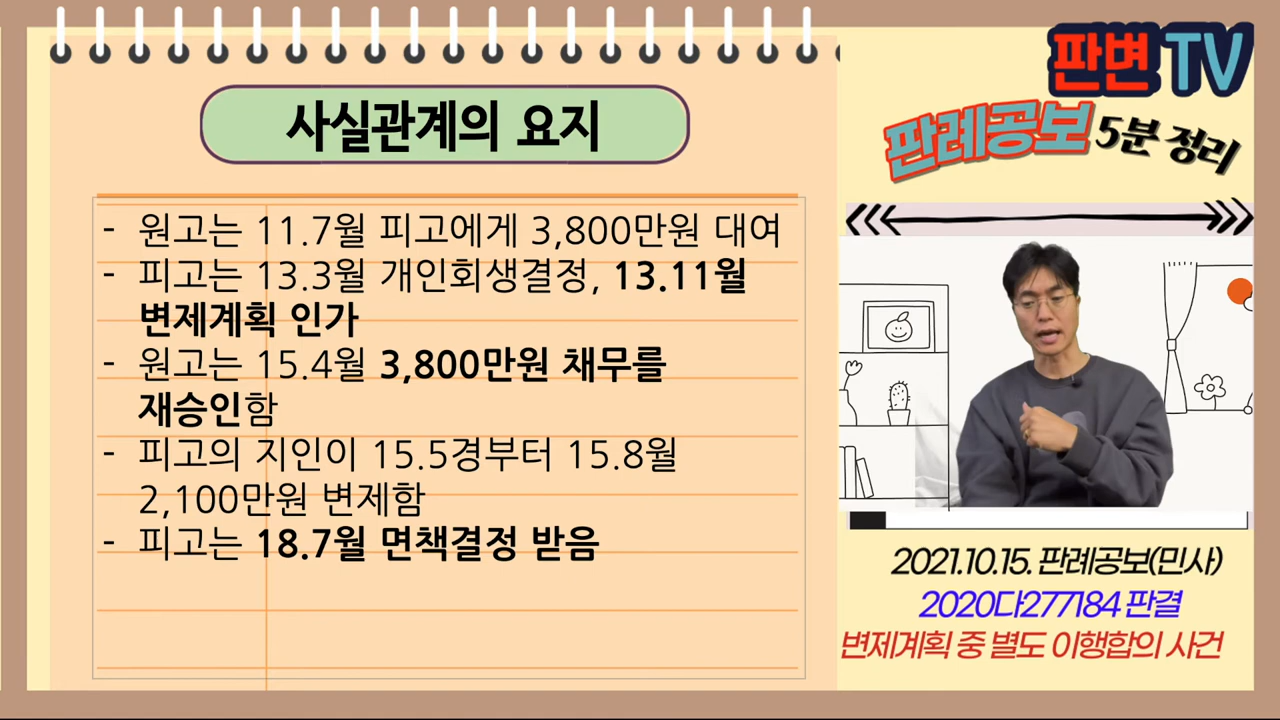 판변 TV
판례공보 5분 정리
사실관계의 요지
- 원고는 11.7월 피고에게 3,800만원 대여
- 피고는 13.3월 개인회생결정, 13.11월
변제계획 인가
- 원고는 15.4월 3,800만원 채무를
재승인함
- 피고의 지인이 15.5경부터 15.8월
2,100만원 변제함
- 피고는 18.7월 면책결정 받음
2021.10.15. 판례공보(민사)
2020다277184 판결
변제계획 중 별도 이행합의 사건